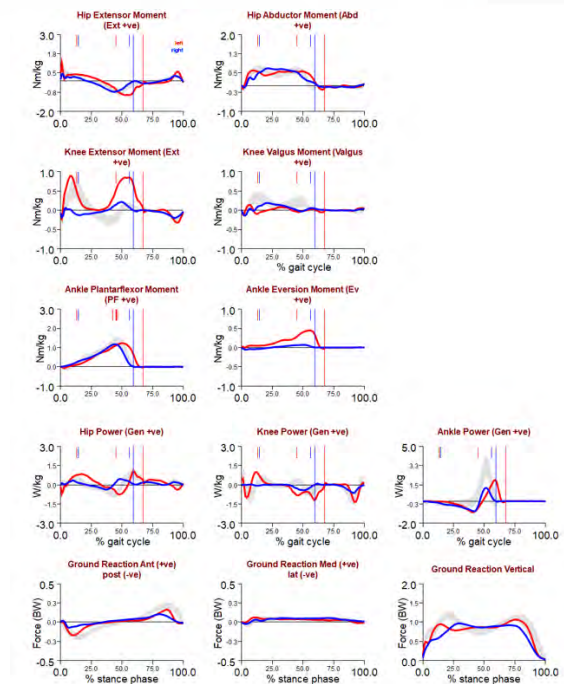 Hip Extensor Moment
(Ext +ve)
Hip Abductor Moment (Abd
+ve)
3.0
left
right
1.8
0.5
-0.8
-2.0
Nm/kg
0.0 25.0 50.0 75.0 100.0
3.0
1.5
0.5
-1.0
Nm/kg
0.0 25.0 50.0 75.0 100.0
Knee Extensor Moment (Ext
+ve)
Knee Valgus Moment (Valgus
+ve)
1.0
0.5
0.0
-0.5
-1.0
Nm/kg
0.0 25.0 50.0 75.0 100.0
1.0
0.5
0.0
-0.5
-1.0
Nm/kg
0.0 25.0 50.0 75.0 100.0
% gait cycle
Ankle Plantarflexor Moment
(PF +ve)
Ankle Eversion Moment (Ev
+ve)
3.0
1.0
0.0
-1.0
Nm/kg
0.0 25.0 50.0 75.0 100.0
1.0
0.5
0.0
-1.0
Nm/kg
0.0 25.0 50.0 75.0 100.0
Hip Power (Gen +ve)
Knee Power (Gen +ve)
Ankle Power (Gen +ve)
3.0
1.5
0.0
-1.5
-3.0
W/kg
0.0 25.0 50.0 75.0 100.0
% gait cycle
3.0
1.5
0.0
-1.5
-3.0
W/kg
0.0 25.0 50.0 75.0 100.0
% gait cycle
5.0
3.3
1.5
-0.3
-2.0
W/kg
0.0 25.0 50.0 75.0 100.0
% gait cycle
Ground Reaction Ant (+ve)
post (-ve)
Ground Reaction Med (+ve)
lat (-ve)
Ground Reaction Vertical
0.5
0.3
0.0
-0.3
-0.5
Force (BW)
0.0 25.0 50.0 75.0 100.0
% stance phase
0.5
0.3
0.0
-0.3
-0.5
Force (BW)
0.0 25.0 50.0 75.0 100.0
% stance phase
2.0
1.5
1.0
0.5
0.0
Force (BW)
0.0 25.0 50.0 75.0 100.0
% stance phase